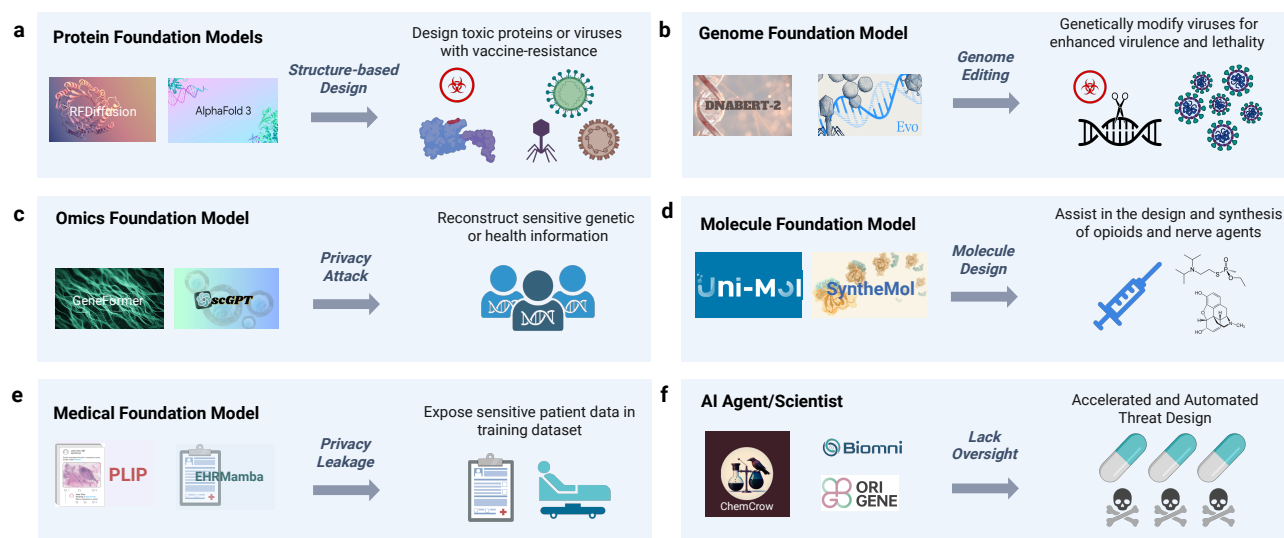 a
Protein Foundation Models
RFDiffusion
AlphaFold 3
Structure-based
Design
Design toxic proteins or viruses
with vaccine-resistance
b
Genome Foundation Model
DNABERT-2
Evo
Genome
Editing
Genetically modify viruses for
enhanced virulence and lethality
c
Omics Foundation Model
GeneFormer
scGPT
Privacy
Attack
Reconstruct sensitive genetic
or health information
d
Molecule Foundation Model
Uni-Mol
SyntheMol
Molecule
Design
Assist in the design and synthesis
of opioids and nerve agents
N
S
P
O
O
HO
O
HO
H
H
N
CH₃
e
Medical Foundation Model
PLIP
EHRMamba
Privacy
Leakage
Expose sensitive patient data in
training dataset
f
AI Agent/Scientist
ChemCrow
Biomni
ORI
GENE
Lack
Oversight
Accelerated and Automated
Threat Design